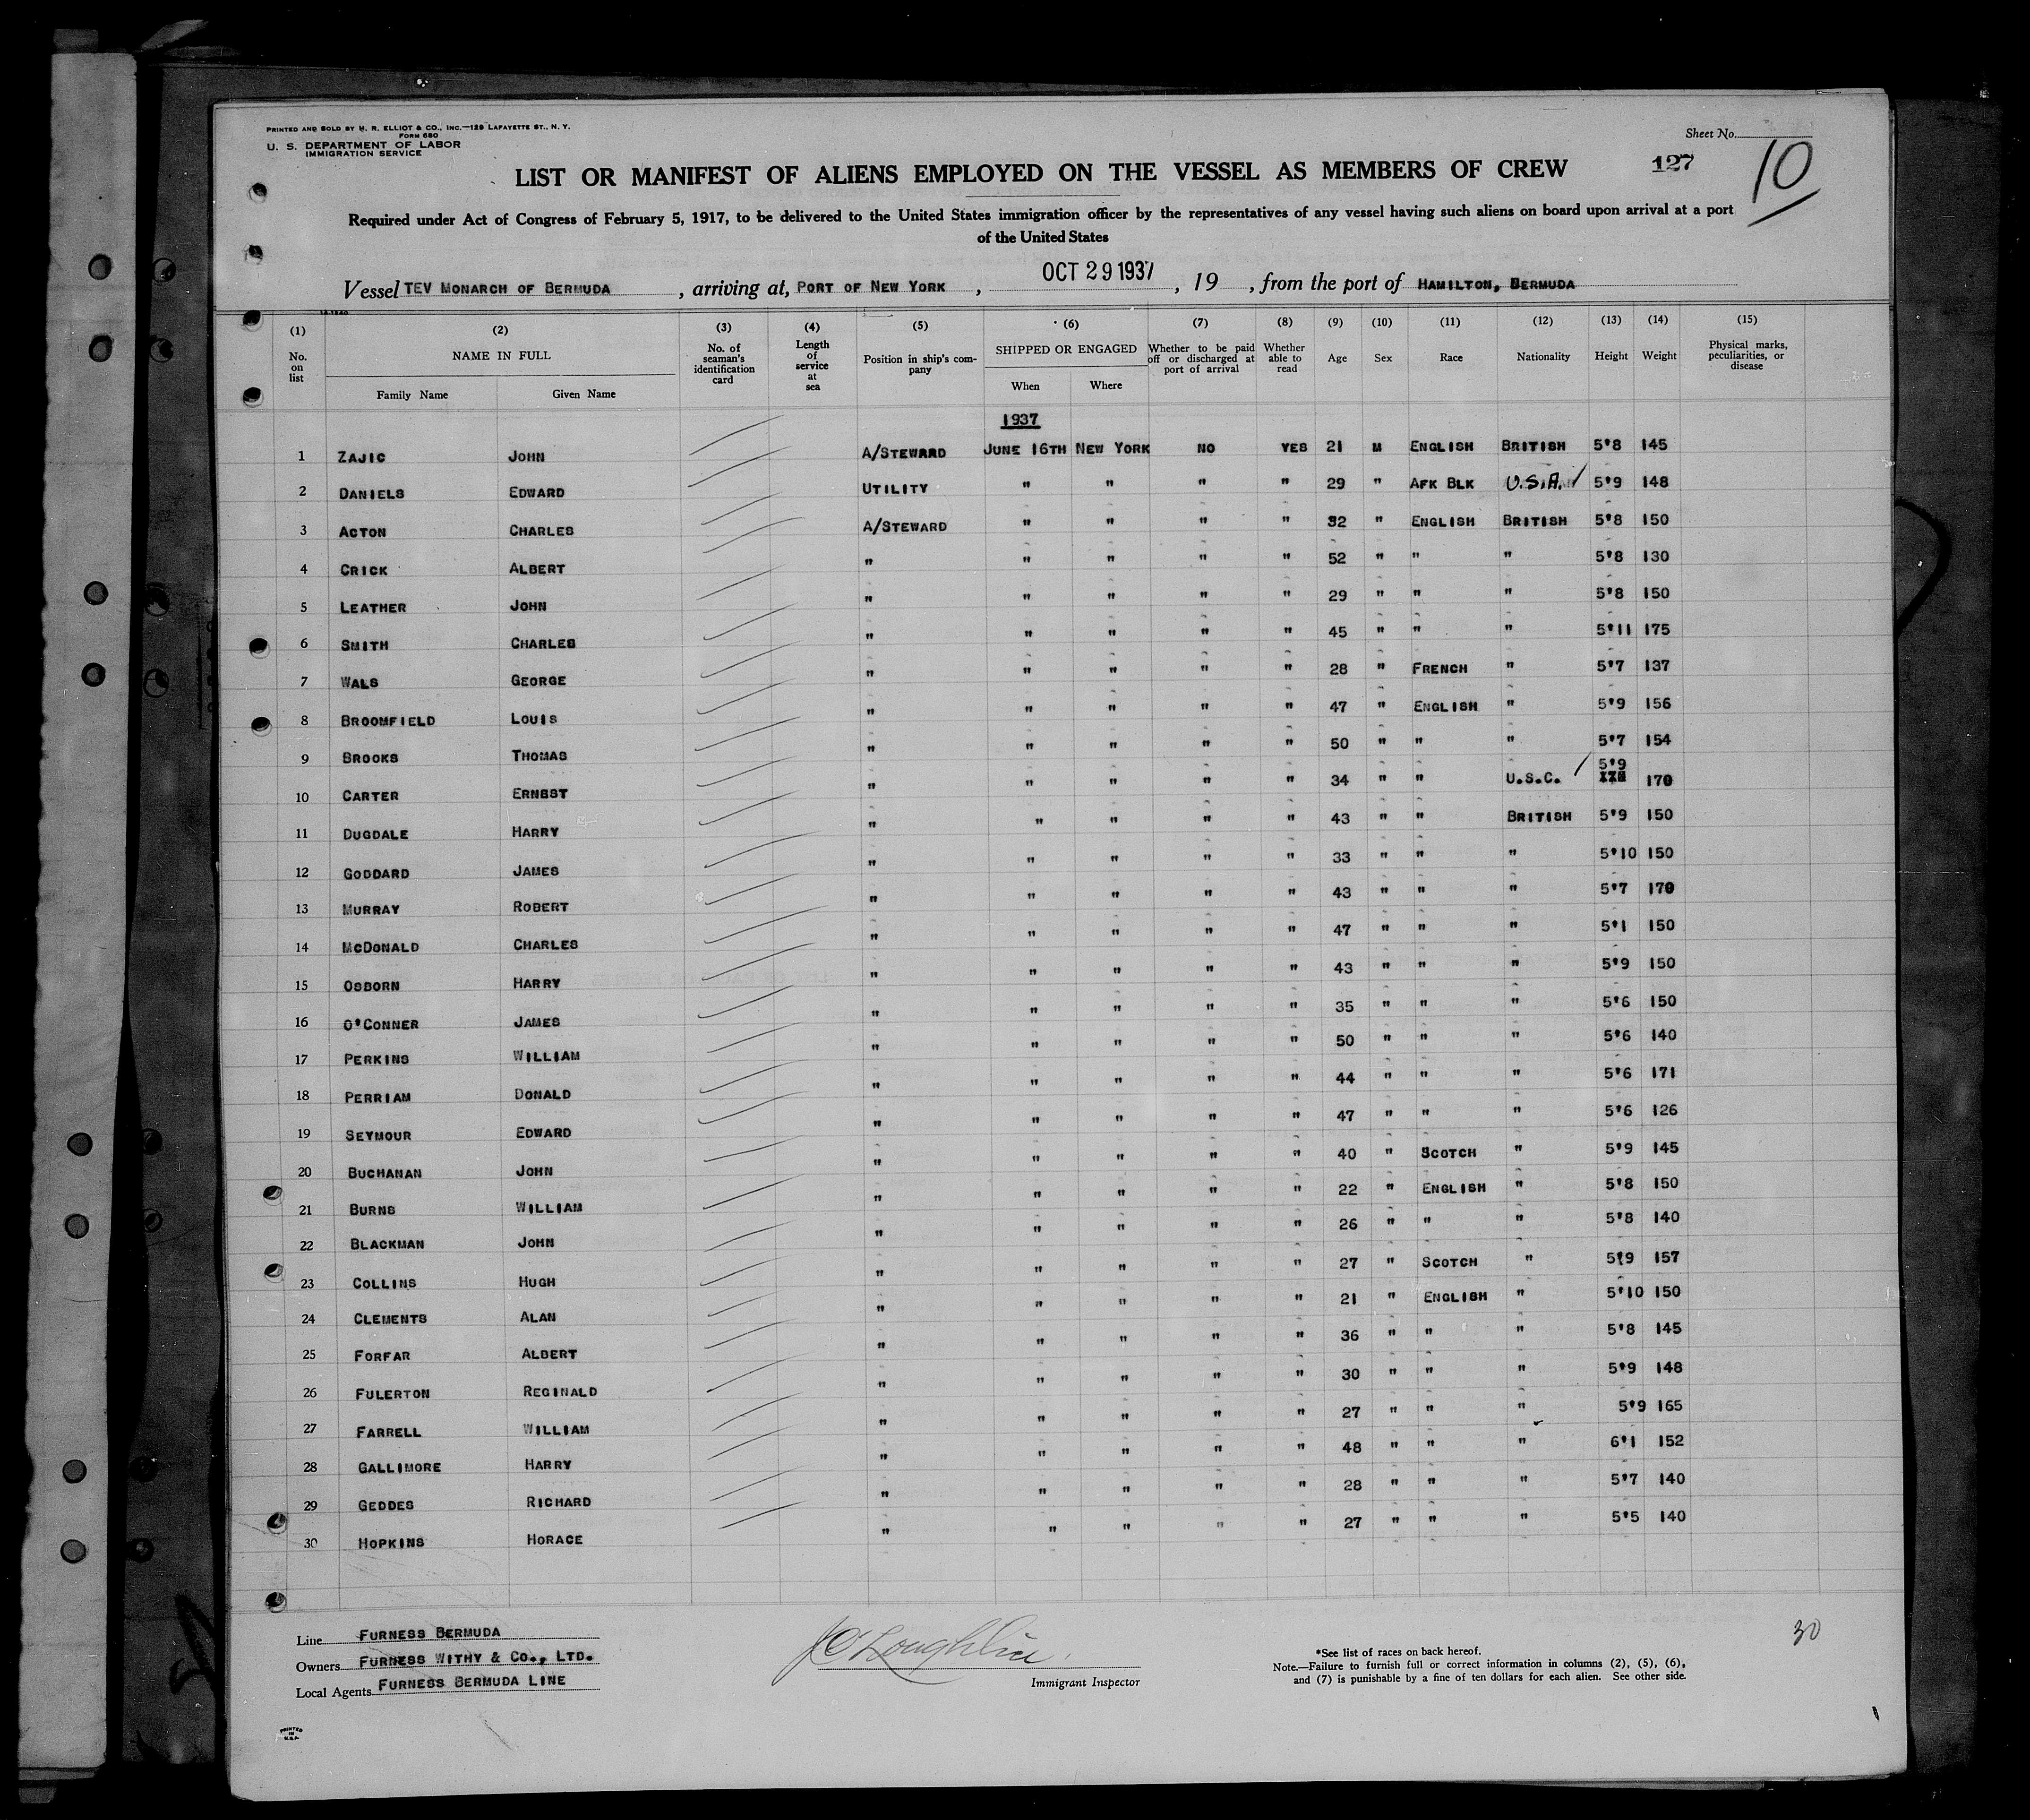 PRINTED AND SOLD BY H. R. ELLIOT & CO., INC.—129 LAFAYETTE ST., N. Y.
FORM 680
U. S. DEPARTMENT OF LABOR
IMMIGRATION SERVICE
Sheet No.
127
10
LIST OR MANIFEST OF ALIENS EMPLOYED ON THE VESSEL AS MEMBERS OF CREW
Required under Act of Congress of February 5, 1917, to be delivered to the United States immigration officer by the representatives of any vessel having such aliens on board upon arrival at a port
of the United States
Vessel TEV MONARCH OF BERMUDA, arriving at, PORT OF NEW YORK, OCT 29 1937, 19 , from the port of HAMILTON, BERMUDA
(1) (2) (3) (4) (5) (6) (7) (8) (9) (10) (11) (12) (13) (14) (15)
No. on list NAME IN FULL Family Name Given Name No. of seaman's identification card Length of service at sea Position in ship's company SHIPPED OR ENGAGED When Where Whether to be paid off or discharged at port of arrival Whether able to read Age Sex Race Nationality Height Weight Physical marks, peculiarities, or disease
1937
1 ZAJIC JOHN A/STEWARD JUNE 16TH NEW YORK NO YES 21 M ENGLISH BRITISH 5'8 145
2 DANIELS EDWARD UTILITY " " " " 29 " AFK BLK U.S.A. 5'9 148
3 ACTON CHARLES A/STEWARD " " " " 32 " ENGLISH BRITISH 5'8 150
4 CRICK ALBERT " " " " " 52 " " " 5'8 130
5 LEATHER JOHN " " " " " 29 " " " 5'8 150
6 SMITH CHARLES " " " " " 45 " " " 5'11 175
7 WALS GEORGE " " " " " 28 " FRENCH " 5'7 137
8 BROOMFIELD LOUIS " " " " " 47 " ENGLISH " 5'9 156
9 BROOKS THOMAS " " " " " 50 " " " 5'7 154
10 CARTER ERNEST " " " " " 34 " " U.S.C. 5'9 170
11 DUGDALE HARRY " " " " " 43 " " BRITISH 5'9 150
12 GODDARD JAMES " " " " " 33 " " " 5'10 150
13 MURRAY ROBERT " " " " " 43 " " " 5'7 170
14 MCDONALD CHARLES " " " " " 47 " " " 5'1 150
15 OSBORN HARRY " " " " " 43 " " " 5'9 150
16 O'CONNER JAMES " " " " " 35 " " " 5'6 150
17 PERKINS WILLIAM " " " " " 50 " " " 5'6 140
18 PERRIAM DONALD " " " " " 44 " " " 5'6 171
19 SEYMOUR EDWARD " " " " " 47 " " " 5'6 126
20 BUCHANAN JOHN " " " " " 40 " SCOTCH " 5'9 145
21 BURNS WILLIAM " " " " " 22 " ENGLISH " 5'8 150
22 BLACKMAN JOHN " " " " " 26 " " " 5'8 140
23 COLLINS HUGH " " " " " 27 " SCOTCH " 5'9 157
24 CLEMENTS ALAN " " " " " 21 " ENGLISH " 5'10 150
25 FORFAR ALBERT " " " " " 36 " " " 5'8 145
26 FULERTON REGINALD " " " " " 30 " " " 5'9 148
27 FARRELL WILLIAM " " " " " 27 " " " 5'9 165
28 GALLIMORE HARRY " " " " " 48 " " " 6'1 152
29 GEDDES RICHARD " " " " " 28 " " " 5'7 140
30 HOPKINS HORACE " " " " " 27 " " " 5'5 140
Line FURNESS BERMUDA
Owners FURNESS WITHY & CO., LTD.
Local Agents FURNESS BERMUDA LINE
J O'Loughlin
Immigrant Inspector
*See list of races on back hereof.
Note.—Failure to furnish full or correct information in columns (2), (5), (6),
and (7) is punishable by a fine of ten dollars for each alien. See other side.
30
PRINTED
IN
U.S.A.